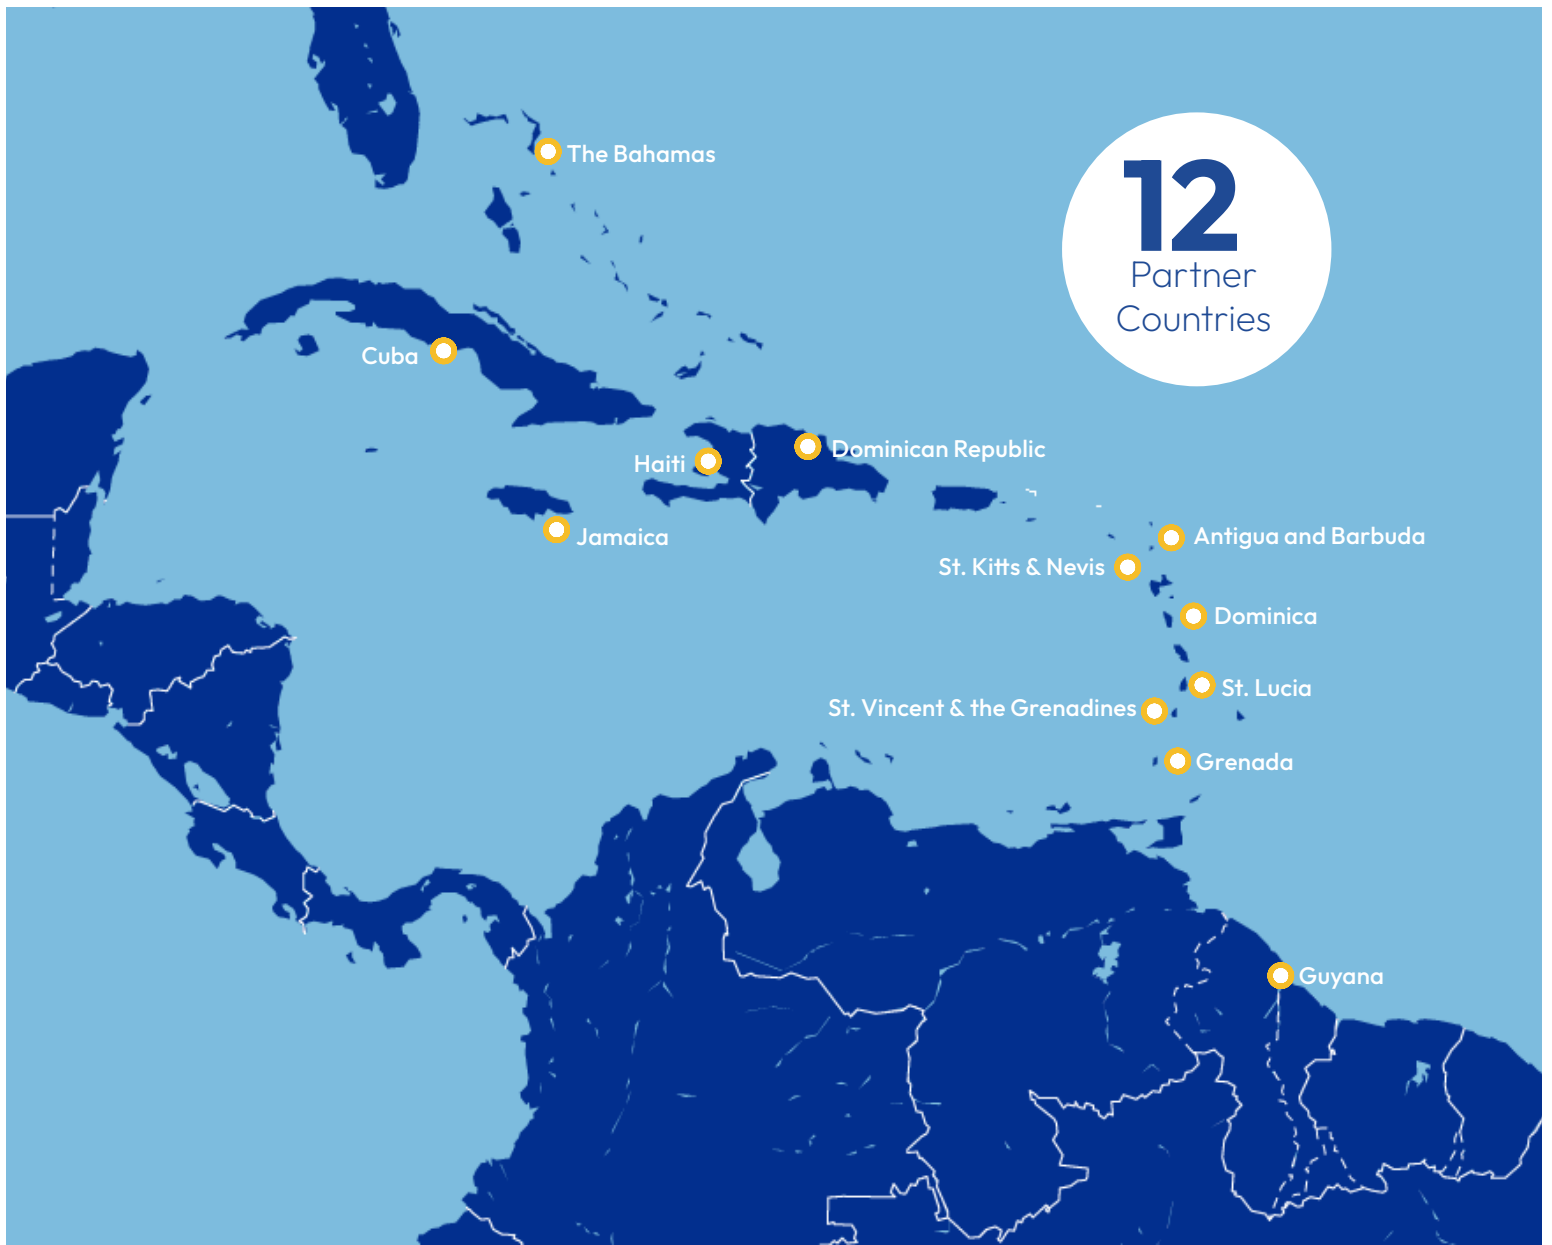 The Bahamas
12
Partner
Countries
Cuba
Haiti
Dominican Republic
Jamaica
Antigua and Barbuda
St. Kitts & Nevis
Dominica
St. Lucia
St. Vincent & the Grenadines
Grenada
Guyana